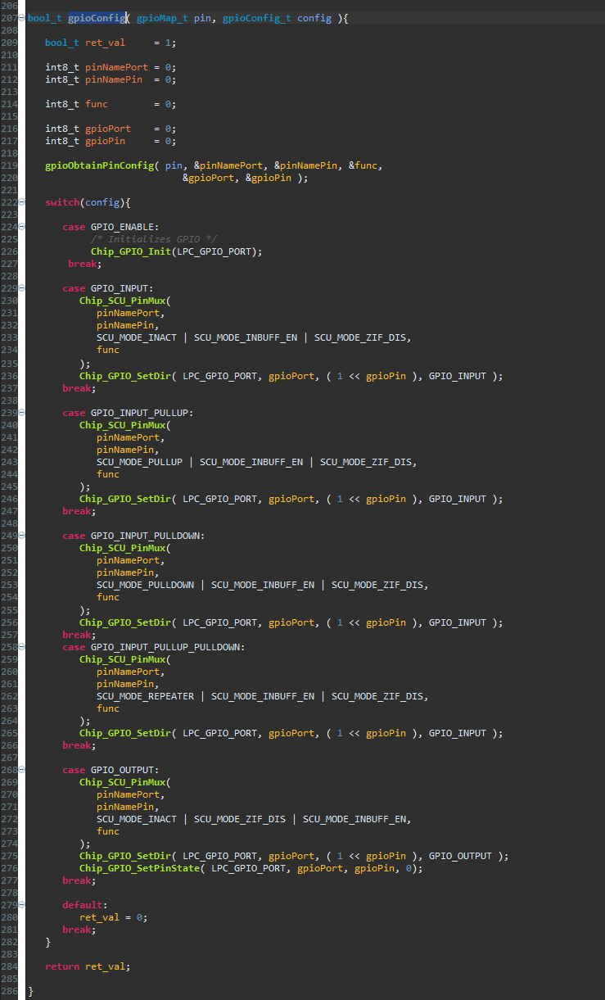 206
207 bool_t gpioConfig( gpioMap_t pin, gpioConfig_t config ){
208
209    bool_t ret_val     = 1;
210
211    int8_t pinNamePort = 0;
212    int8_t pinNamePin  = 0;
213
214    int8_t func        = 0;
215
216    int8_t gpioPort    = 0;
217    int8_t gpioPin     = 0;
218
219    gpioObtainPinConfig( pin, &pinNamePort, &pinNamePin, &func,
220                            &gpioPort, &gpioPin );
221
222    switch(config){
223
224       case GPIO_ENABLE:
225            /* Initializes GPIO */
226            Chip_GPIO_Init(LPC_GPIO_PORT);
227        break;
228
229       case GPIO_INPUT:
230          Chip_SCU_PinMux(
231             pinNamePort,
232             pinNamePin,
233             SCU_MODE_INACT | SCU_MODE_INBUFF_EN | SCU_MODE_ZIF_DIS,
234             func
235          );
236          Chip_GPIO_SetDir( LPC_GPIO_PORT, gpioPort, ( 1 << gpioPin ), GPIO_INPUT );
237       break;
238
239       case GPIO_INPUT_PULLUP:
240          Chip_SCU_PinMux(
241             pinNamePort,
242             pinNamePin,
243             SCU_MODE_PULLUP | SCU_MODE_INBUFF_EN | SCU_MODE_ZIF_DIS,
244             func
245          );
246          Chip_GPIO_SetDir( LPC_GPIO_PORT, gpioPort, ( 1 << gpioPin ), GPIO_INPUT );
247       break;
248
249       case GPIO_INPUT_PULLDOWN:
250          Chip_SCU_PinMux(
251             pinNamePort,
252             pinNamePin,
253             SCU_MODE_PULLDOWN | SCU_MODE_INBUFF_EN | SCU_MODE_ZIF_DIS,
254             func
255          );
256          Chip_GPIO_SetDir( LPC_GPIO_PORT, gpioPort, ( 1 << gpioPin ), GPIO_INPUT );
257       break;
258       case GPIO_INPUT_PULLUP_PULLDOWN:
259          Chip_SCU_PinMux(
260             pinNamePort,
261             pinNamePin,
262             SCU_MODE_REPEATER | SCU_MODE_INBUFF_EN | SCU_MODE_ZIF_DIS,
263             func
264          );
265          Chip_GPIO_SetDir( LPC_GPIO_PORT, gpioPort, ( 1 << gpioPin ), GPIO_INPUT );
266       break;
267
268       case GPIO_OUTPUT:
269          Chip_SCU_PinMux(
270             pinNamePort,
271             pinNamePin,
272             SCU_MODE_INACT | SCU_MODE_ZIF_DIS | SCU_MODE_INBUFF_EN,
273             func
274          );
275          Chip_GPIO_SetDir( LPC_GPIO_PORT, gpioPort, ( 1 << gpioPin ), GPIO_OUTPUT );
276          Chip_GPIO_SetPinState( LPC_GPIO_PORT, gpioPort, gpioPin, 0);
277       break;
278
279       default:
280          ret_val = 0;
281       break;
282    }
283
284    return ret_val;
285
286 }